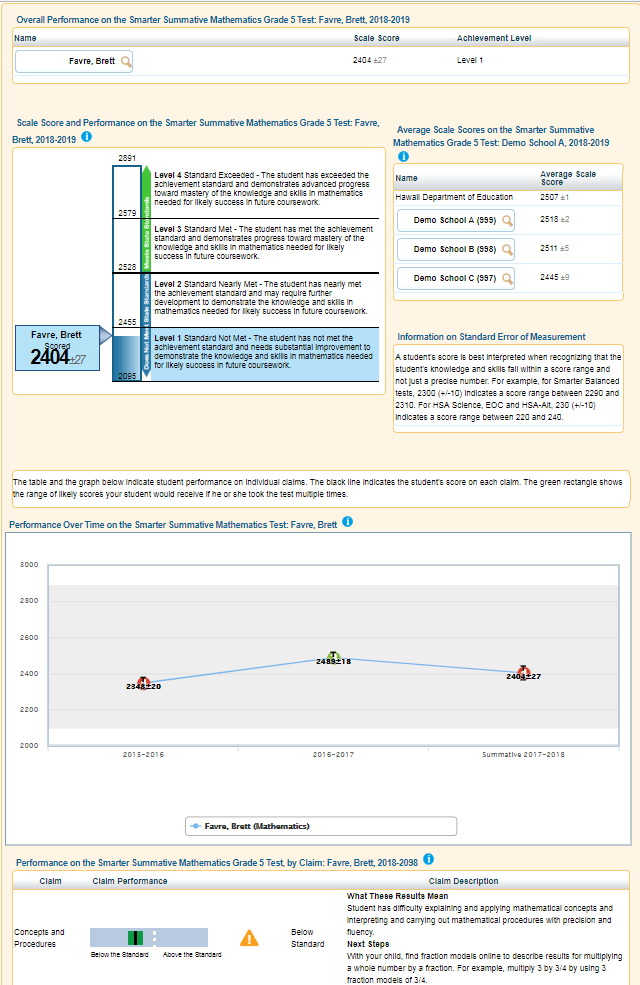 Overall Performance on the Smarter Summative Mathematics Grade 5 Test: Favre, Brett, 2018-2019
Name Scale Score Achievement Level
Favre, Brett 2404 ±27 Level 1
Scale Score and Performance on the Smarter Summative Mathematics Grade 5 Test: Favre,
Brett, 2018-2019
2891
2579
2528
2455
2095
Meets State Standards
Does Not Meet State Standards
Level 4 Standard Exceeded - The student has exceeded the
achievement standard and demonstrates advanced progress
toward mastery of the knowledge and skills in mathematics
needed for likely success in future coursework.
Level 3 Standard Met - The student has met the achievement
standard and demonstrates progress toward mastery of the
knowledge and skills in mathematics needed for likely
success in future coursework.
Level 2 Standard Nearly Met - The student has nearly met
the achievement standard and may require further
development to demonstrate the knowledge and skills in
mathematics needed for likely success in future coursework.
Level 1 Standard Not Met - The student has not met the
achievement standard and needs substantial improvement to
demonstrate the knowledge and skills in mathematics needed
for likely success in future coursework.
Favre, Brett
Scored
2404±27
Average Scale Scores on the Smarter Summative
Mathematics Grade 5 Test: Demo School A, 2018-2019
Name Average Scale
Score
Hawaii Department of Education 2507 ±1
Demo School A (999) 2518 ±2
Demo School B (998) 2511 ±5
Demo School C (997) 2445 ±9
Information on Standard Error of Measurement
A student's score is best interpreted when recognizing that the
student's knowledge and skills fall within a score range and
not just a precise number. For example, for Smarter Balanced
tests, 2300 (+/-10) indicates a score range between 2290 and
2310. For HSA Science, EOC and HSA-Alt, 230 (+/-10)
indicates a score range between 220 and 240.
The table and the graph below indicate student performance on individual claims. The black line indicates the student's score on each claim. The green rectangle shows
the range of likely scores your student would receive if he or she took the test multiple times.
Performance Over Time on the Smarter Summative Mathematics Test: Favre, Brett
3000
2800
2600
2400
2200
2000
2348±20
2489±18
2404±27
2015-2016 2016-2017 Summative 2017-2018
Favre, Brett (Mathematics)
Performance on the Smarter Summative Mathematics Grade 5 Test, by Claim: Favre, Brett, 2018-2098
Claim Claim Performance Claim Description
Concepts and
Procedures
Below the Standard Above the Standard
Below
Standard
What These Results Mean
Student has difficulty explaining and applying mathematical concepts and
interpreting and carrying out mathematical procedures with precision and
fluency.
Next Steps
With your child, find fraction models online to describe results for multiplying
a whole number by a fraction. For example, multiply 3 by 3/4 by using 3
fraction models of 3/4.